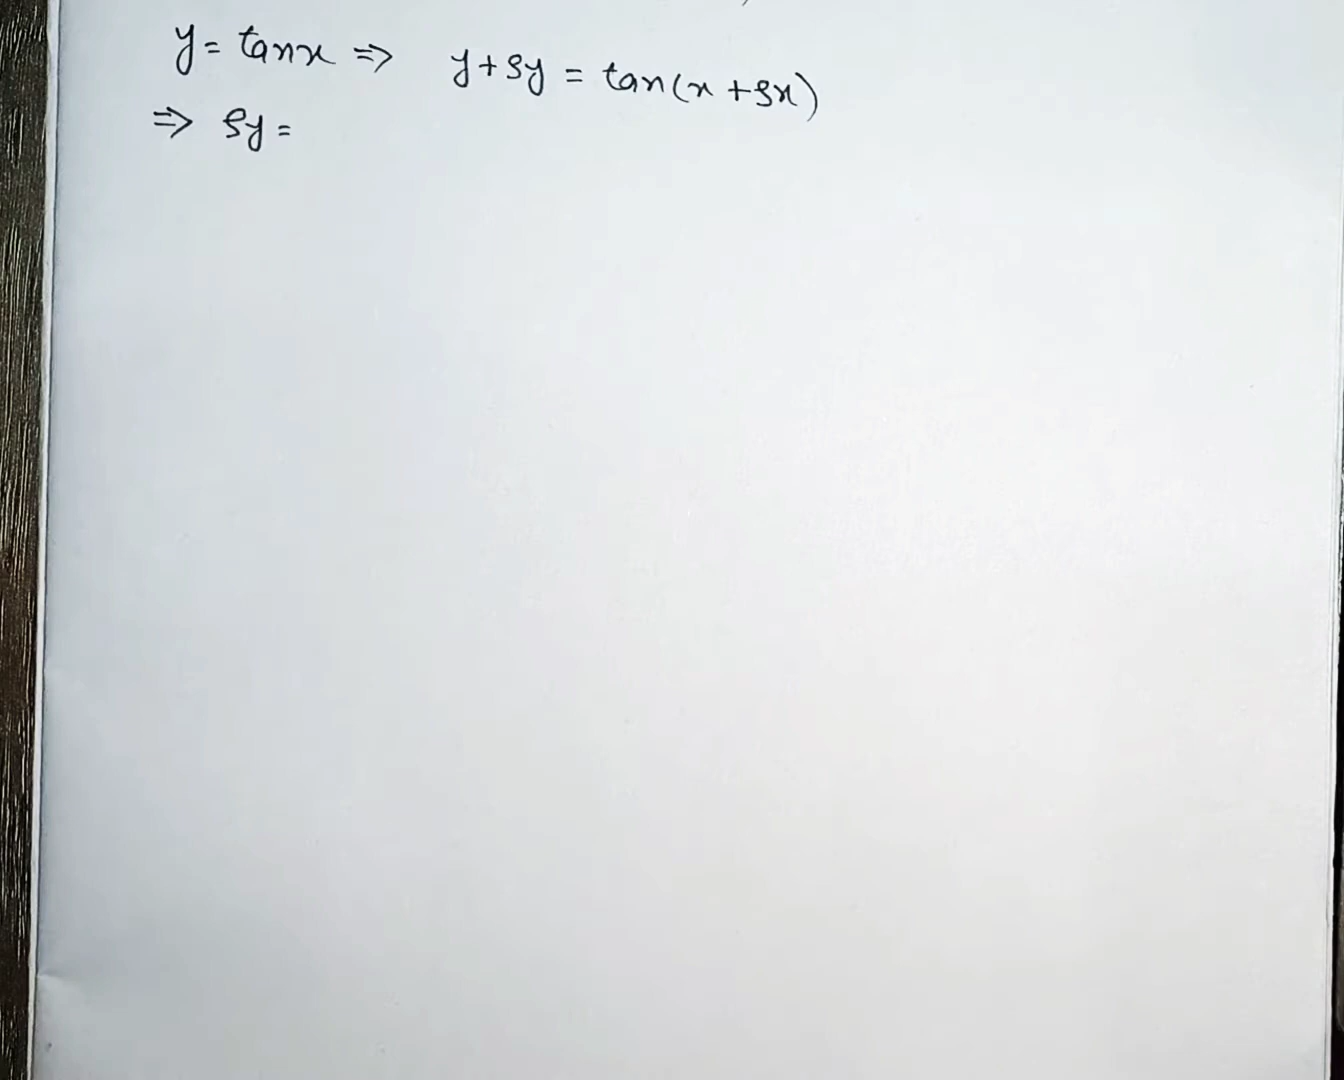 y = tanx ⇒ y+δy = tan(x+δx)
⇒ δy =